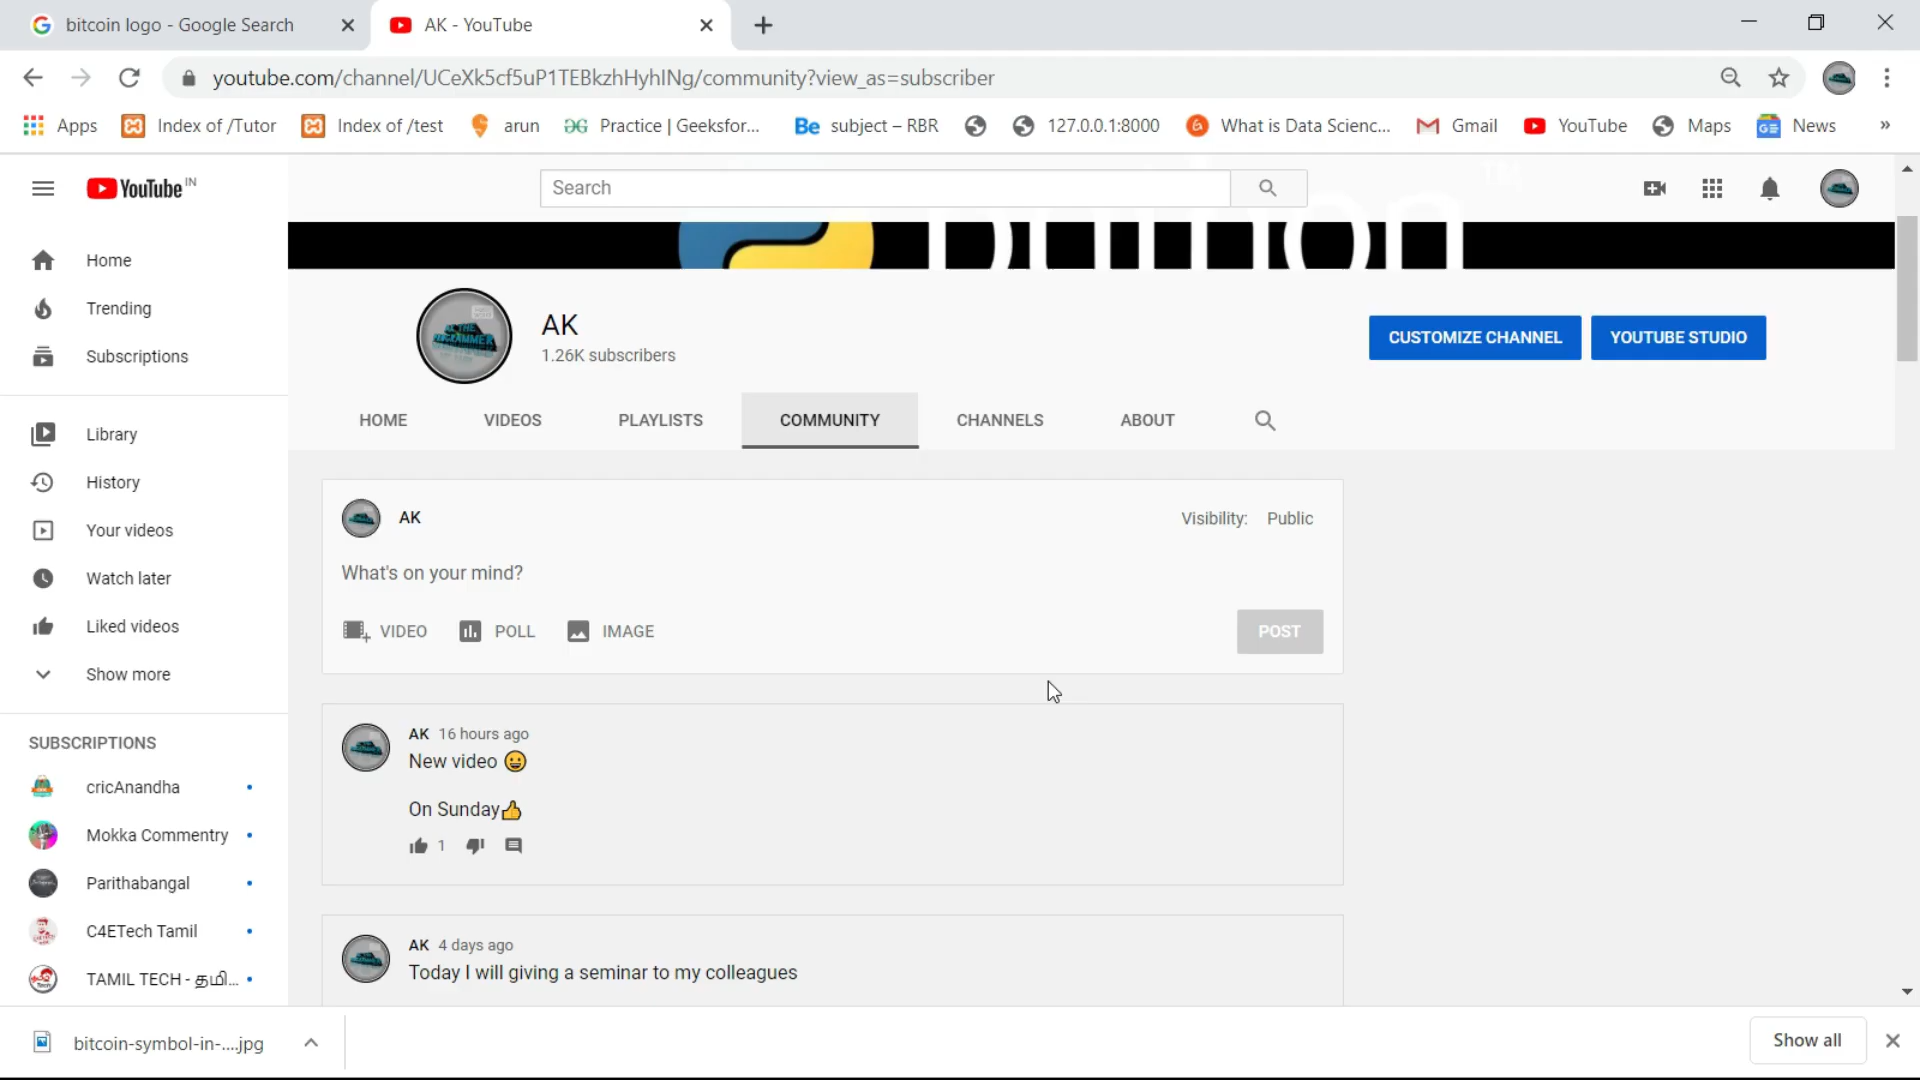 bitcoin logo - Google Search
AK - YouTube
youtube.com/channel/UCeXk5cf5uP1TEBkzhHyhlNg/community?view_as=subscriber
Apps
Index of /Tutor
Index of /test
arun
Practice | Geeksfor...
subject – RBR
127.0.0.1:8000
What is Data Scienc...
Gmail
YouTube
Maps
News
YouTube IN
Search
TM
Home
Trending
Subscriptions
AK
1.26K subscribers
CUSTOMIZE CHANNEL
YOUTUBE STUDIO
HOME
VIDEOS
PLAYLISTS
COMMUNITY
CHANNELS
ABOUT
Library
History
Your videos
Watch later
Liked videos
Show more
AK
Visibility: Public
What's on your mind?
VIDEO
POLL
IMAGE
POST
AK 16 hours ago
New video 😀
On Sunday👍
1
SUBSCRIPTIONS
cricAnandha
Mokka Commentry
Parithabangal
C4ETech Tamil
TAMIL TECH - தமி...
AK 4 days ago
Today I will giving a seminar to my colleagues
bitcoin-symbol-in-....jpg
Show all